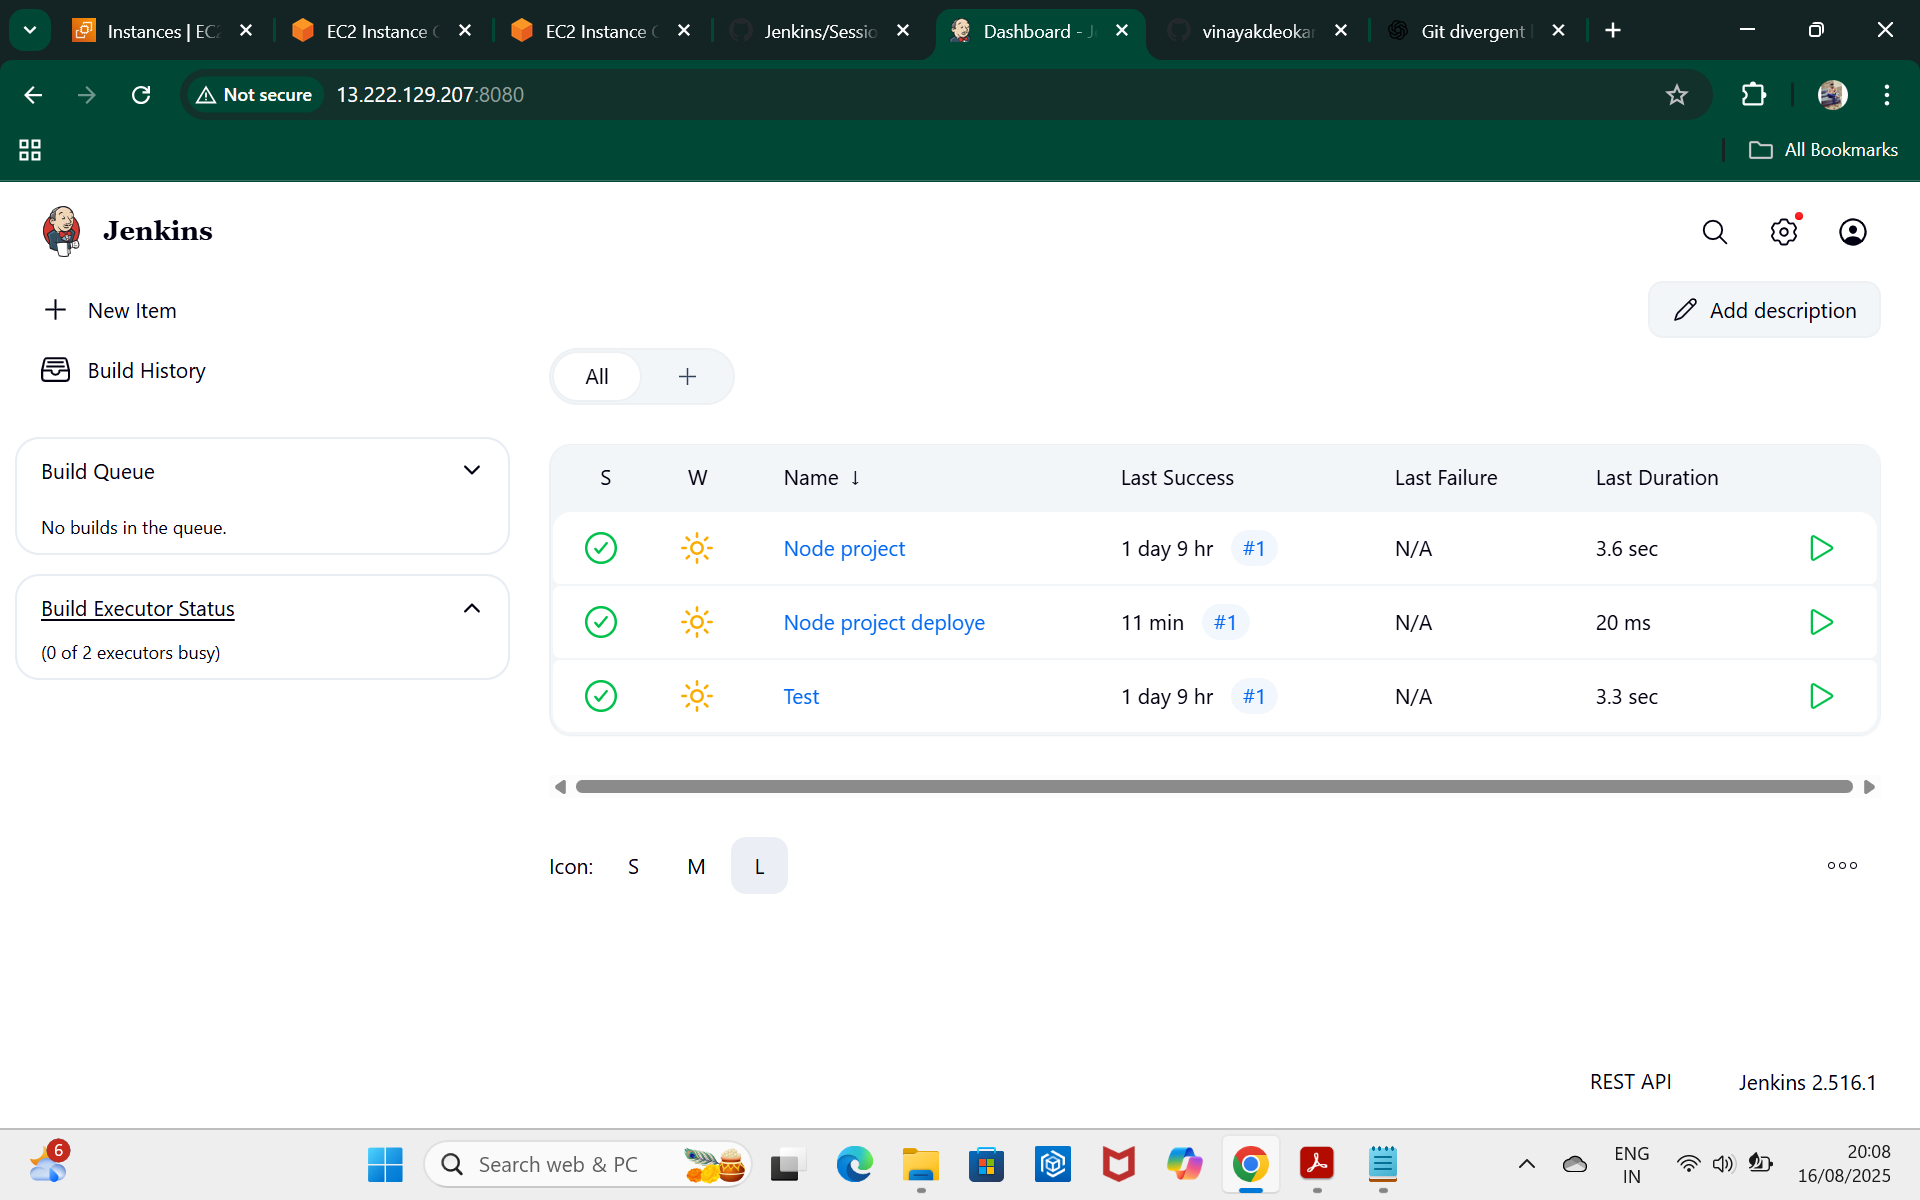 Instances | EC2
EC2 Instance C
EC2 Instance C
Jenkins/Sessio
Dashboard - J
vinayakdeokar
Git divergent
Not secure
13.222.129.207:8080
All Bookmarks
Jenkins
New Item
Add description
Build History
All
Build Queue
No builds in the queue.
Build Executor Status
(0 of 2 executors busy)
S W Name ↓ Last Success Last Failure Last Duration
Node project 1 day 9 hr #1 N/A 3.6 sec
Node project deploye 11 min #1 N/A 20 ms
Test 1 day 9 hr #1 N/A 3.3 sec
Icon: S M L
REST API Jenkins 2.516.1
6
Search web & PC
ENG
IN
20:08
16/08/2025